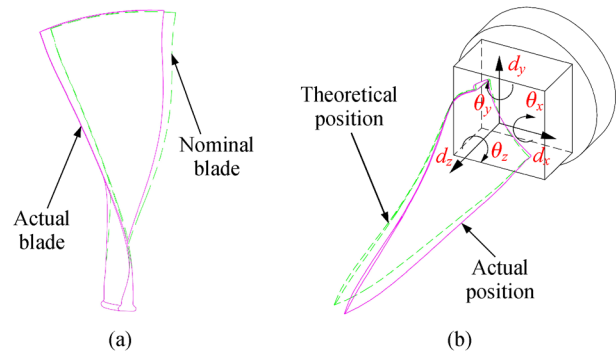 Nominal
blade
Actual
blade
(a)
Theoretical
position
d_y
θ_y
θ_x
d_x
d_z
θ_z
Actual
position
(b)